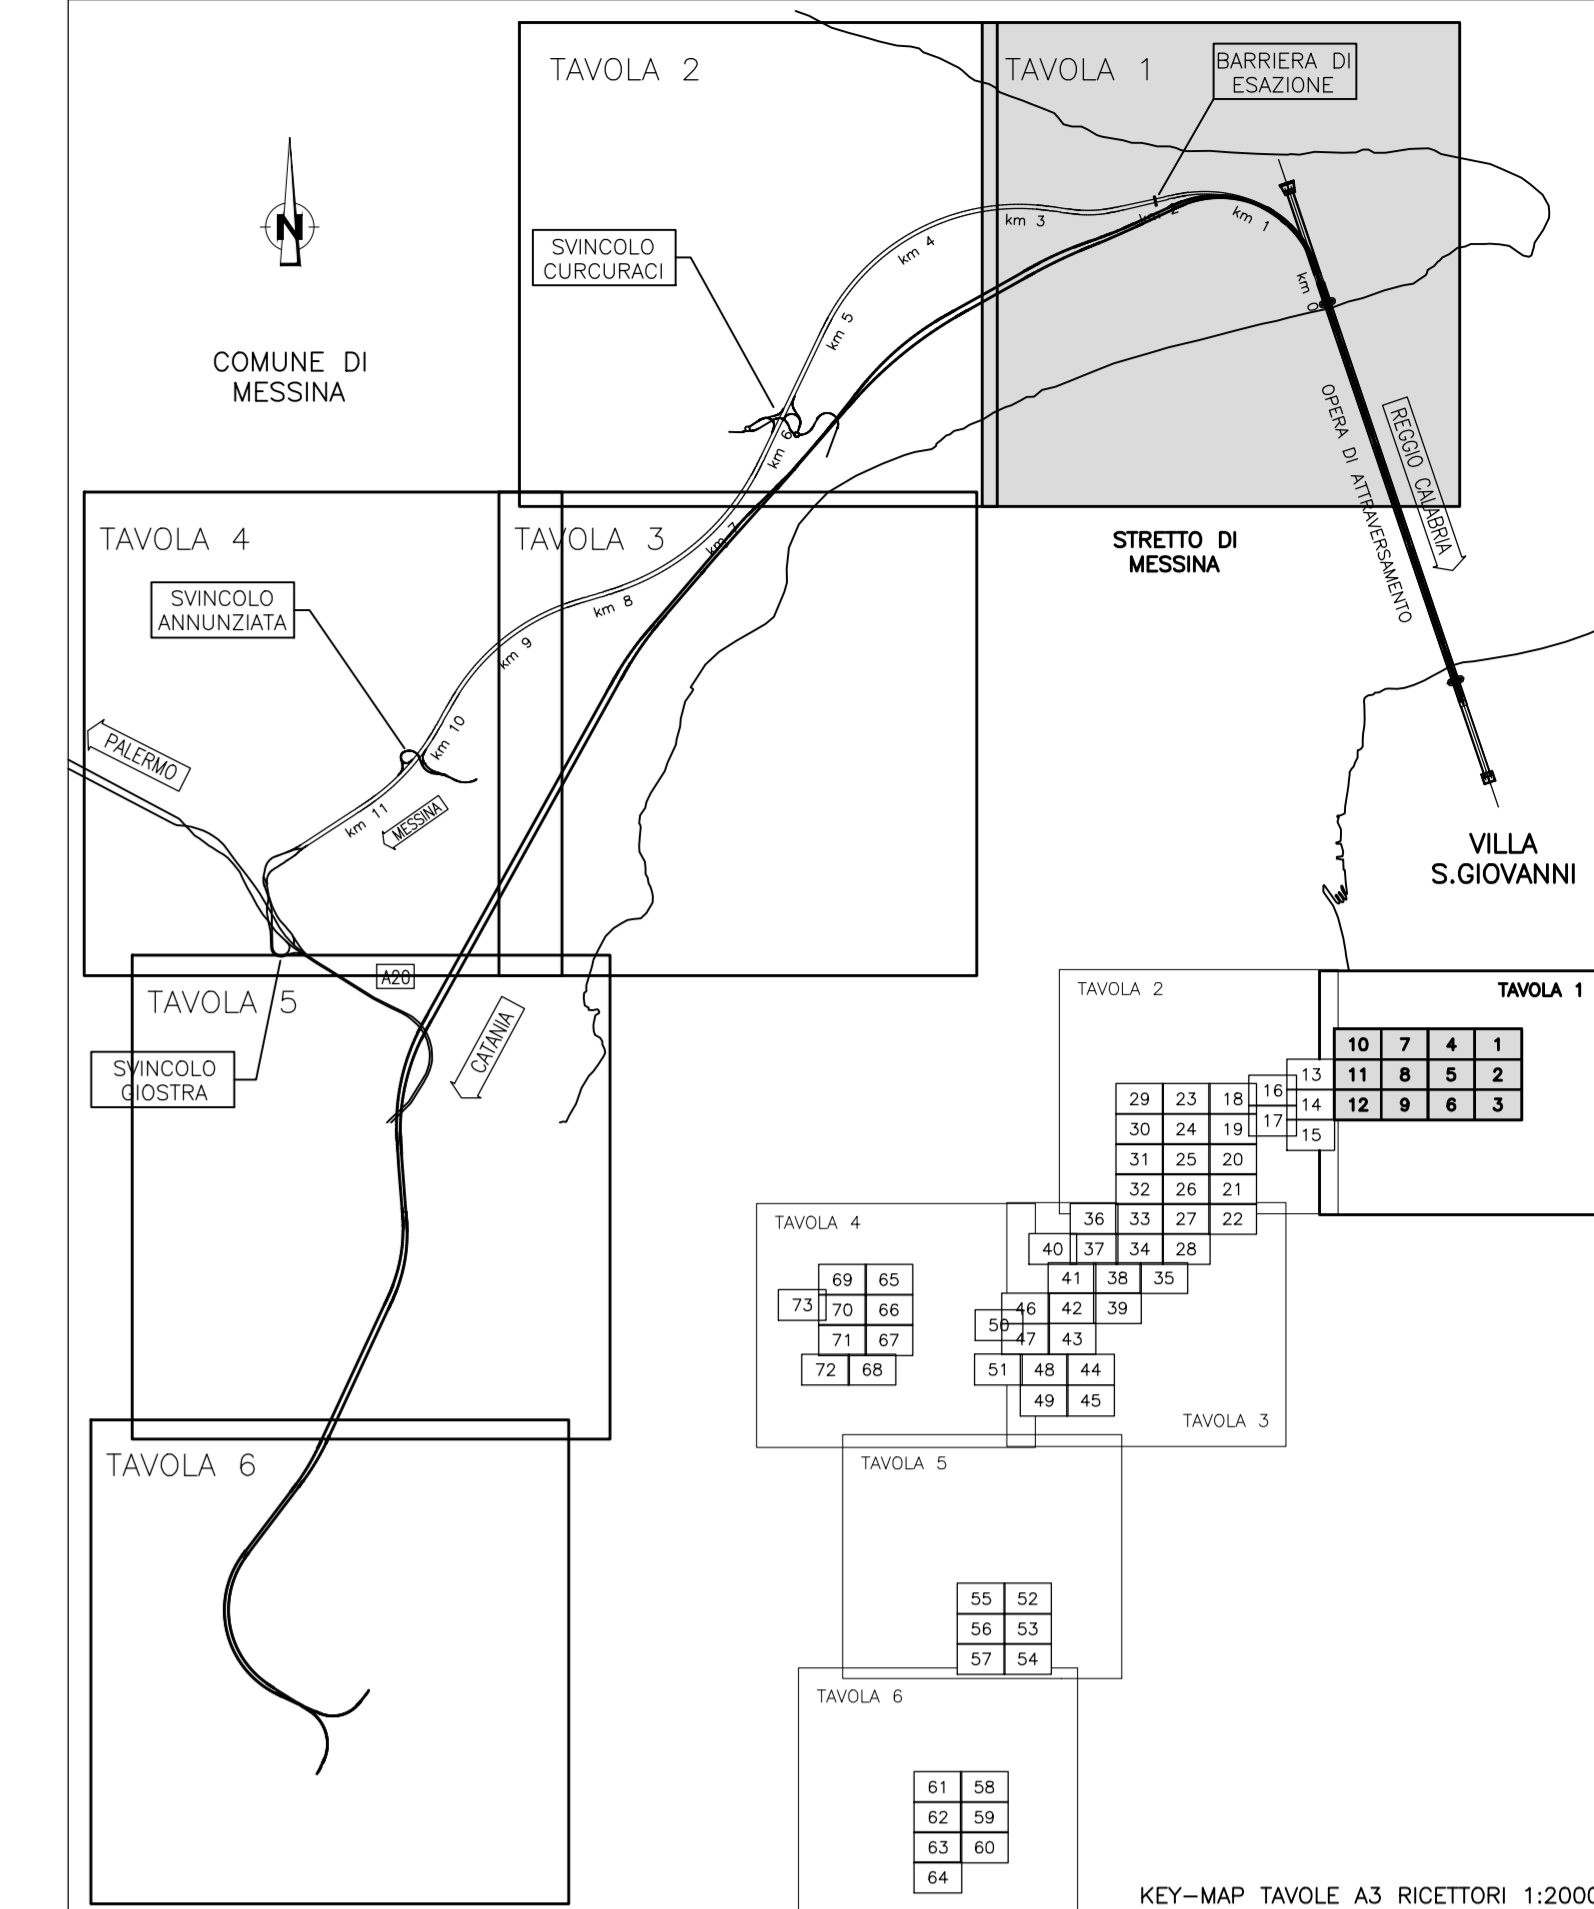 TAVOLA 2
TAVOLA 1
BARRIERA DI
ESAZIONE
N
SVINCOLO
CURCURACI
km 0
km 1
km 2
km 3
km 4
km 5
km 6
km 7
COMUNE DI
MESSINA
OPERA DI ATTRAVERSAMENTO
REGGIO CALABRIA
STRETTO DI
MESSINA
TAVOLA 4
TAVOLA 3
SVINCOLO
ANNUNZIATA
km 8
km 9
km 10
km 11
PALERMO
MESSINA
VILLA
S.GIOVANNI
A20
TAVOLA 5
CATANIA
SVINCOLO
GIOSTRA
TAVOLA 6
TAVOLA 2
TAVOLA 1
10 7 4 1
13 11 8 5 2
14 12 9 6 3
15
16
17
29 23 18
30 24 19
31 25 20
32 26 21
36 33 27 22
40 37 34 28
41 38 35
46 42 39
50 47 43
51 48 44
49 45
TAVOLA 3
TAVOLA 4
69 65
73 70 66
71 67
72 68
TAVOLA 5
55 52
56 53
57 54
TAVOLA 6
61 58
62 59
63 60
64
KEY-MAP TAVOLE A3 RICETTORI 1:2000